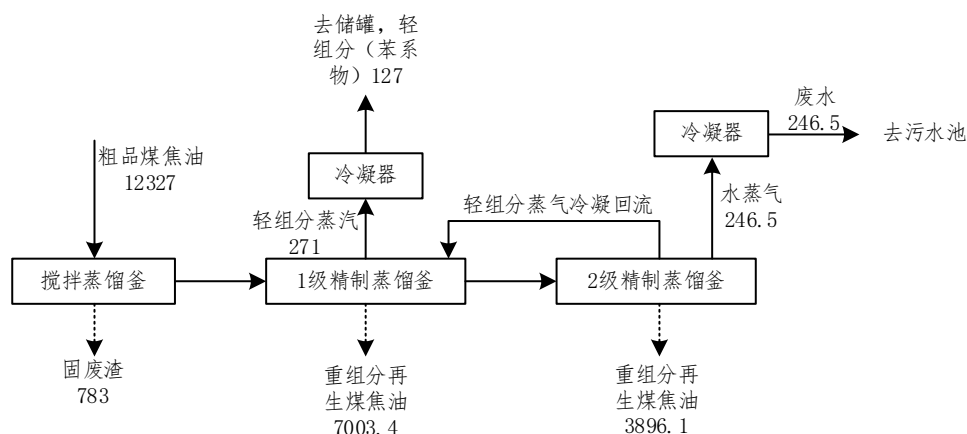 去储罐，轻
组分（苯系
物）127
冷凝器
轻组分蒸汽
271
粗品煤焦油
12327
搅拌蒸馏釜
固废渣
783
1级精制蒸馏釜
重组分再
生煤焦油
7003.4
轻组分蒸气冷凝回流
2级精制蒸馏釜
重组分再
生煤焦油
3896.1
水蒸气
246.5
冷凝器
废水
246.5
去污水池